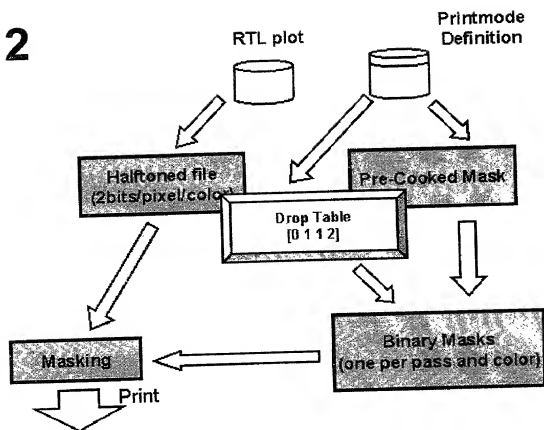 2
RTL plot
Printmode
Definition
Halftoned file
(2bits/pixel/color)
Pre-Cooked Mask
Drop Table
[0 1 1 2]
Masking
Binary Masks
(one per pass and color)
Print